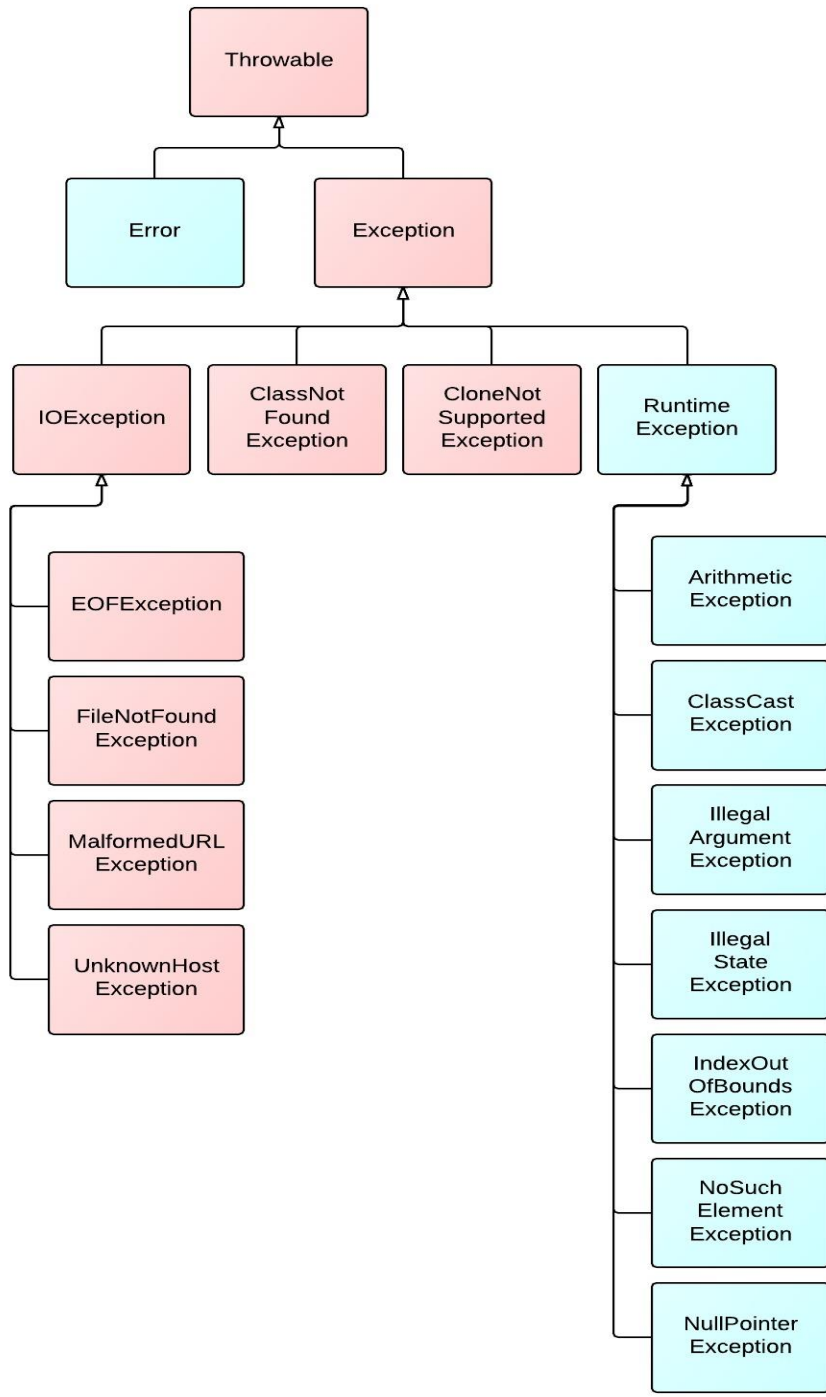 Throwable
Error
Exception
IOException
ClassNot
Found
Exception
CloneNot
Supported
Exception
Runtime
Exception
EOFException
FileNotFound
Exception
MalformedURL
Exception
UnknownHost
Exception
Arithmetic
Exception
ClassCast
Exception
Illegal
Argument
Exception
Illegal
State
Exception
IndexOut
OfBounds
Exception
NoSuch
Element
Exception
NullPointer
Exception